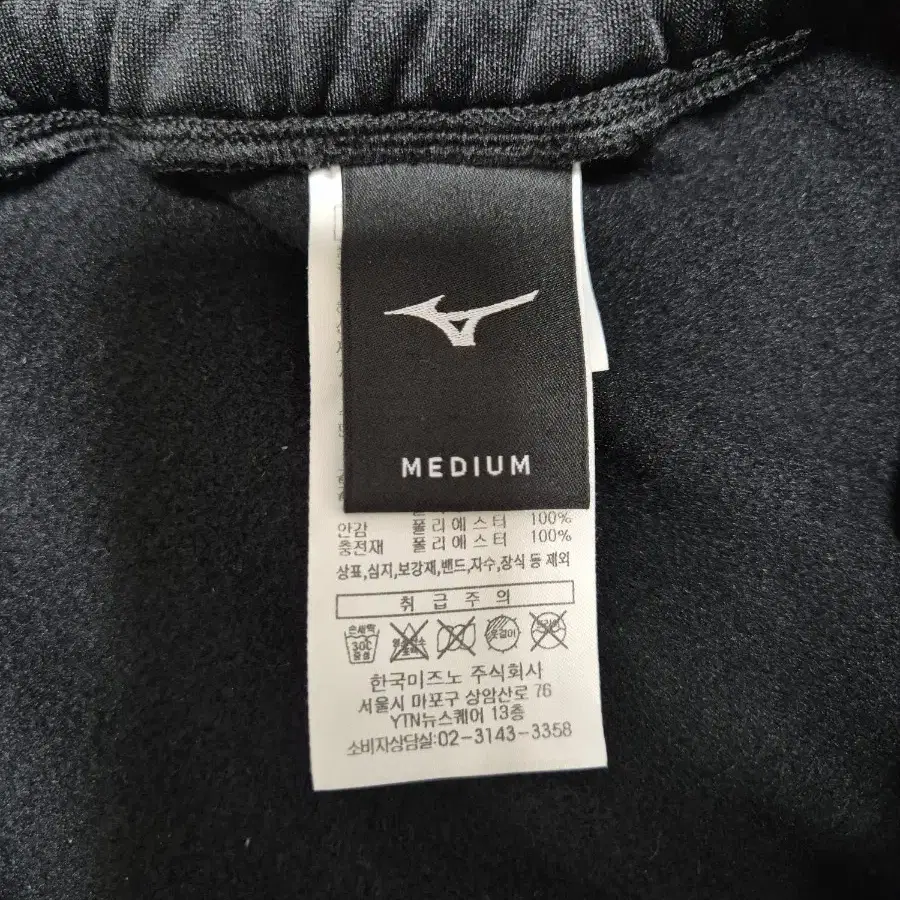 MEDIUM
안감 폴리에스터 100%
충전재 폴리에스터 100%
상표,심지,보강재,밴드,자수,장식 등 제외
취급주의
손세탁
30℃
중성
옷걸이
한국미즈노 주식회사
서울시 마포구 상암산로 76
YTN뉴스퀘어 13층
소비자상담실:02-3143-3358